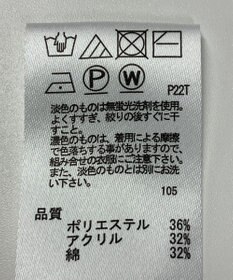 P W P22T
淡色のものは無蛍光洗剤を使用。
よくすすぎ、絞りの後すぐに干
すこと。
濃色のものは、着用による摩擦
で色落ちする事がありますので、
組み合せの衣服にご注意下さい。
また、淡色のものとは別にお洗
い下さい。
105
品質
ポリエステル 36%
アクリル 32%
綿 32%